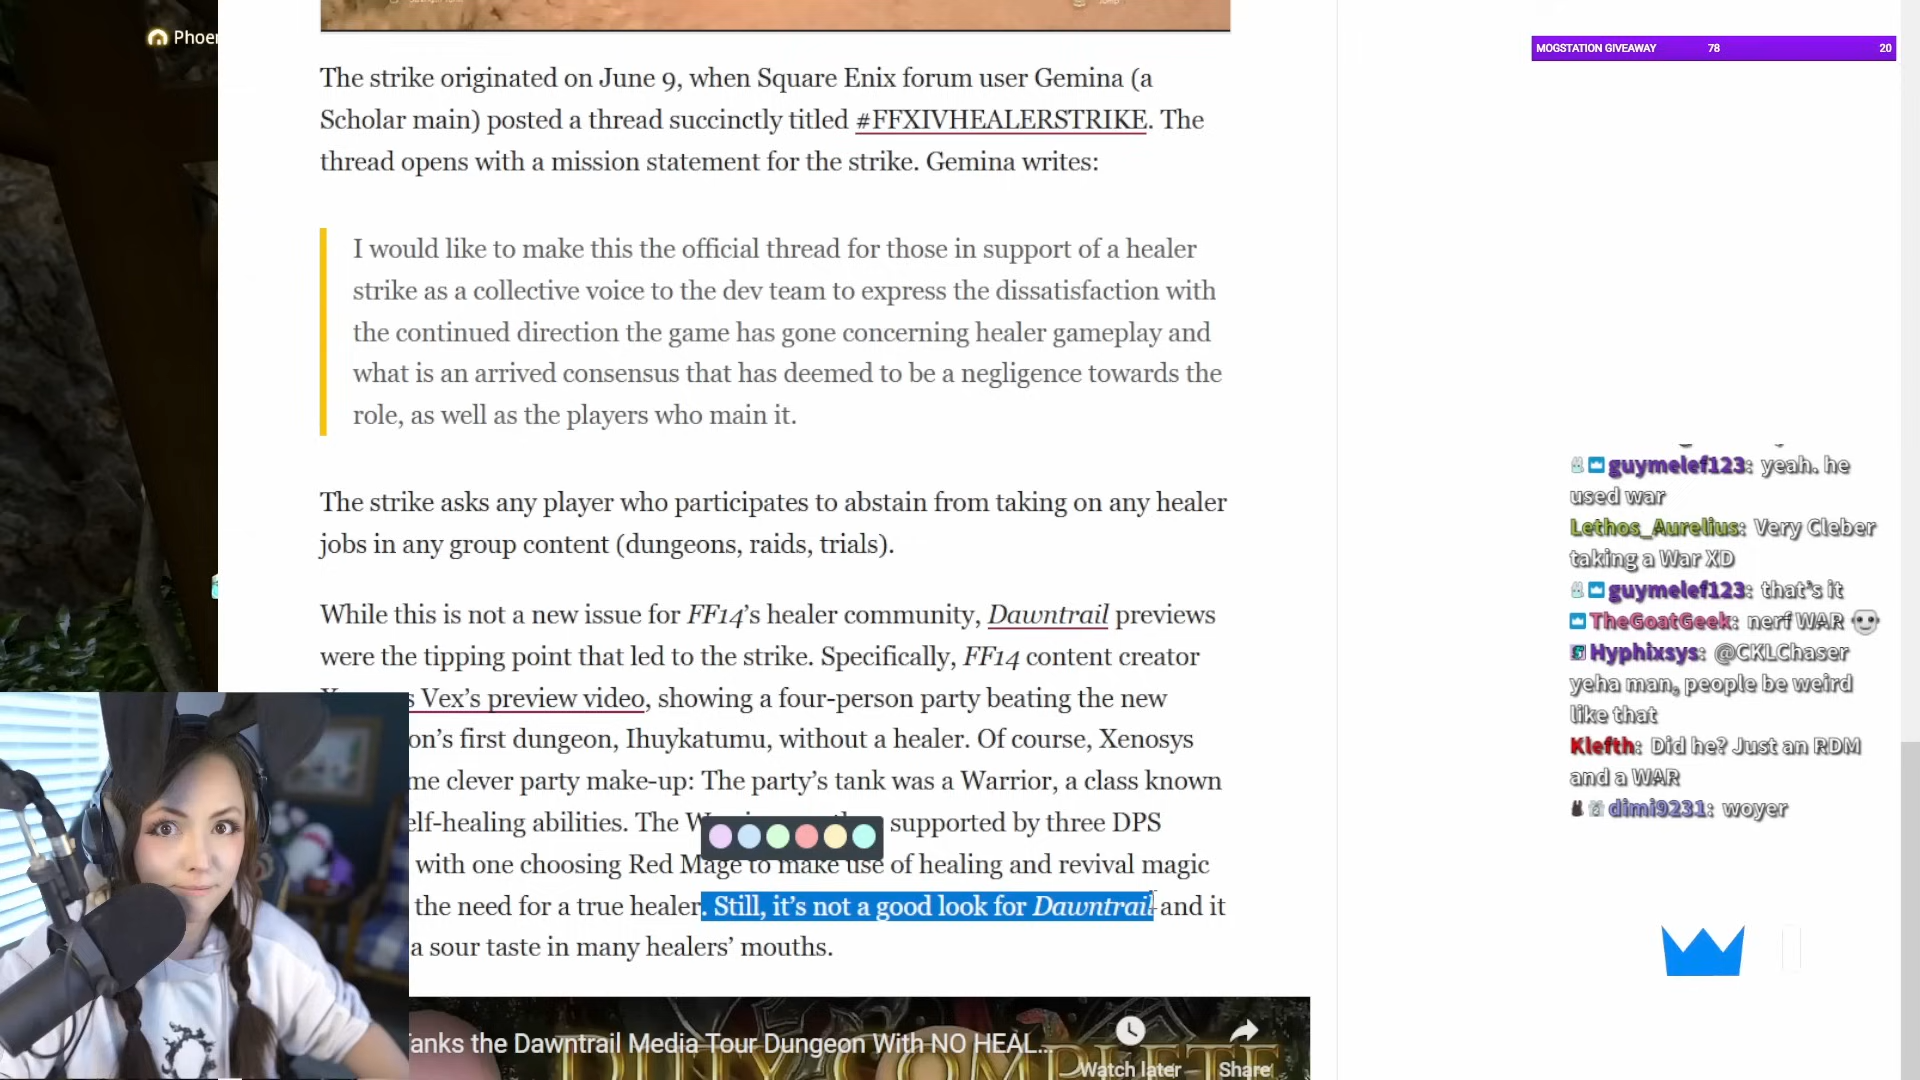 Phoe
MOGSTATION GIVEAWAY 78 20
The strike originated on June 9, when Square Enix forum user Gemina (a
Scholar main) posted a thread succinctly titled #FFXIVHEALERSTRIKE. The
thread opens with a mission statement for the strike. Gemina writes:
I would like to make this the official thread for those in support of a healer
strike as a collective voice to the dev team to express the dissatisfaction with
the continued direction the game has gone concerning healer gameplay and
what is an arrived consensus that has deemed to be a negligence towards the
role, as well as the players who main it.
The strike asks any player who participates to abstain from taking on any healer
jobs in any group content (dungeons, raids, trials).
While this is not a new issue for FF14’s healer community, Dawntrail previews
were the tipping point that led to the strike. Specifically, FF14 content creator
s Vex’s preview video, showing a four-person party beating the new
on’s first dungeon, Ihuykatumu, without a healer. Of course, Xenosys
me clever party make-up: The party’s tank was a Warrior, a class known
elf-healing abilities. The supported by three DPS
with one choosing Red Mage to make use of healing and revival magic
the need for a true healer. Still, it’s not a good look for Dawntrail and it
a sour taste in many healers’ mouths.
Tanks the Dawntrail Media Tour Dungeon With NO HEAL...
DUTY COMPLETE
Watch later Share
guymelef123: yeah. he
used war
Lethos_Aurelius: Very Cleber
taking a War XD
guymelef123: that's it
TheGoatGeek: nerf WAR
Hyphixsys: @CKLChaser
yeha man, people be weird
like that
Klefth: Did he? Just an RDM
and a WAR
dimi9231: woyer